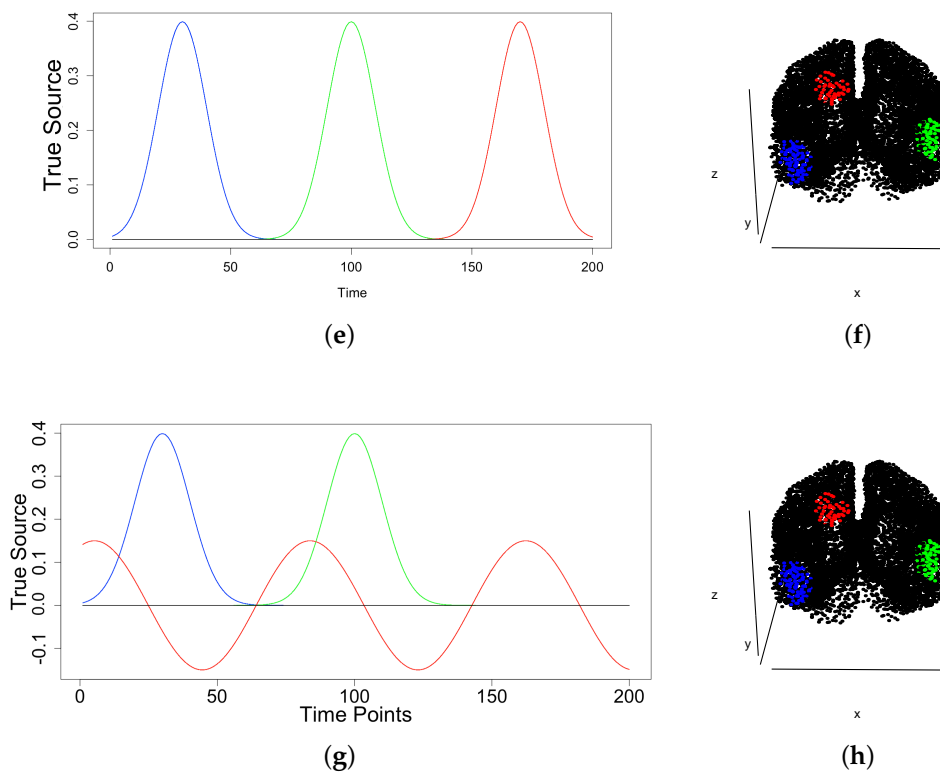 True Source
0.4
0.3
0.2
0.1
0.0
0 50 100 150 200
Time
(e)
z
y
x
(f)
True Source
0.4
0.3
0.2
0.1
0.0
-0.1
0 50 100 150 200
Time Points
(g)
z
y
x
(h)